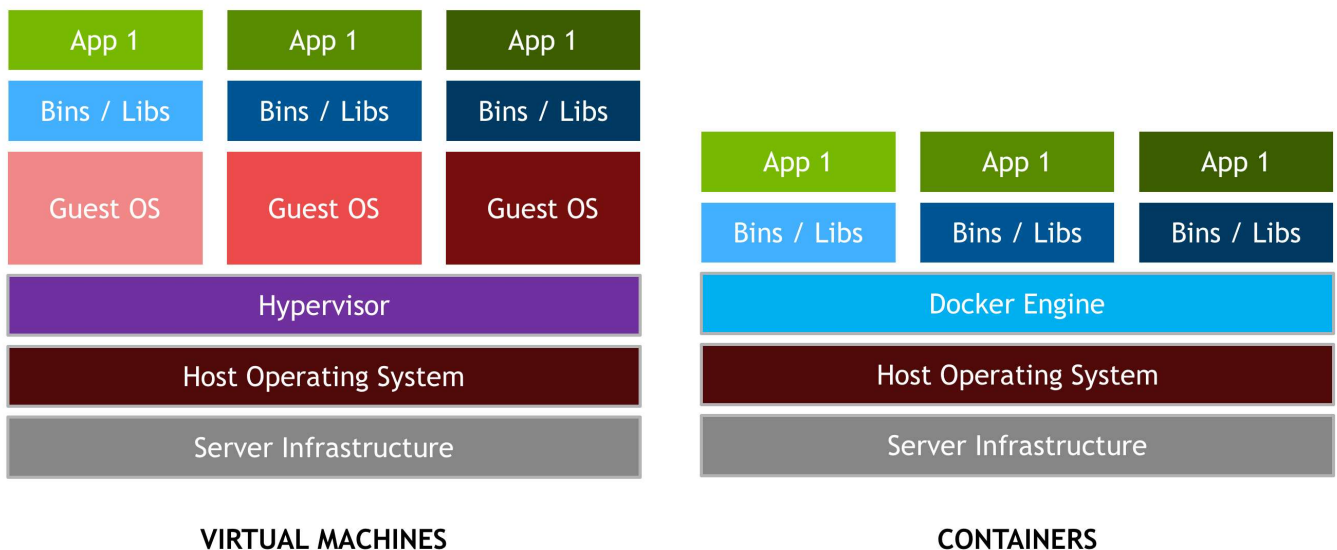 App 1
App 1
App 1
Bins / Libs
Bins / Libs
Bins / Libs
Guest OS
Guest OS
Guest OS
Hypervisor
Host Operating System
Server Infrastructure
VIRTUAL MACHINES
App 1
App 1
App 1
Bins / Libs
Bins / Libs
Bins / Libs
Docker Engine
Host Operating System
Server Infrastructure
CONTAINERS